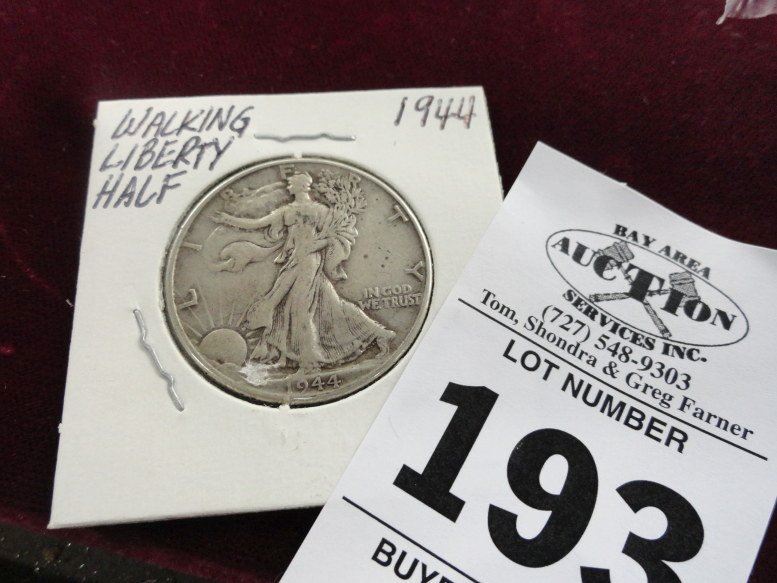 WALKING
LIBERTY
HALF
1944
LIBERTY
IN GOD
WE TRUST
1944
BAY AREA
AUCTION
SERVICES INC.
(727) 548-9303
Tom, Shondra & Greg Farner
LOT NUMBER
193
BUYE